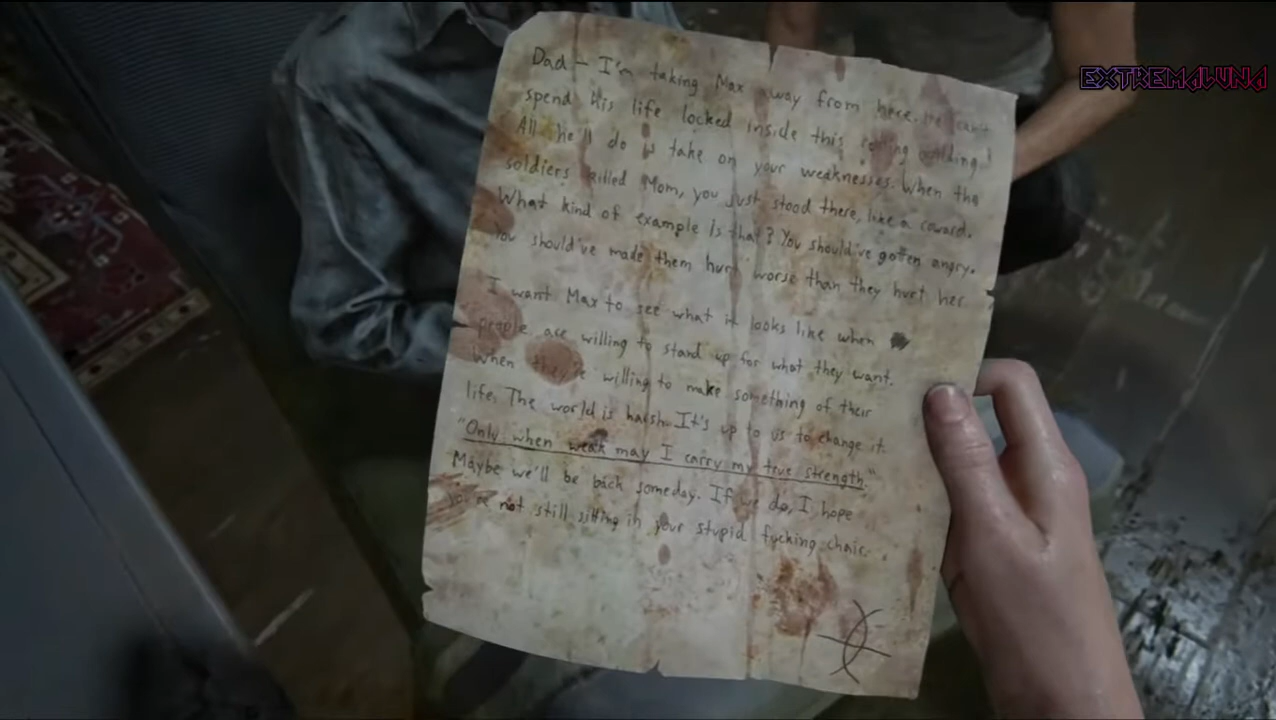 EXTREMAWNA
Dad - I'm taking Max away from here. He can't
spend his life locked inside this rotting building!
All he'll do is take on your weaknesses. When the
soldiers killed Mom, you just stood there, like a coward.
What kind of example is that? You should've gotten angry.
You should've made them hurt worse than they hurt her.
I want Max to see what it looks like when
people are willing to stand up for what they want.
When they're willing to make something of their
life. The world is harsh. It's up to us to change it.
"Only when weak may I carry my true strength."
Maybe we'll be back someday. If we do, I hope
you're not still sitting in your stupid fucking chair.